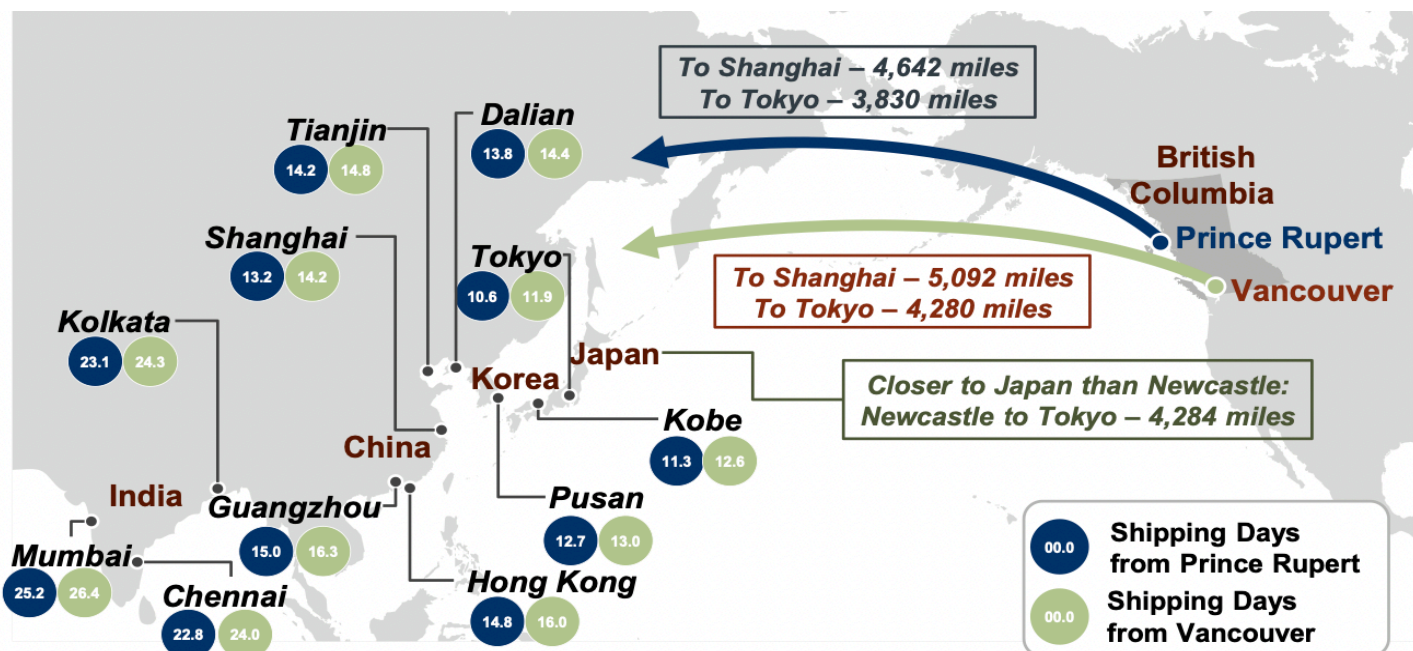 To Shanghai – 4,642 miles
To Tokyo – 3,830 miles
Dalian
13.8 14.4
Tianjin
14.2 14.8
British
Columbia
Prince Rupert
Shanghai
13.2 14.2
Tokyo
10.6 11.9
To Shanghai – 5,092 miles
To Tokyo – 4,280 miles
Vancouver
Kolkata
23.1 24.3
Japan
Korea
Closer to Japan than Newcastle:
Newcastle to Tokyo – 4,284 miles
Kobe
11.3 12.6
China
India
Guangzhou
15.0 16.3
Pusan
12.7 13.0
Mumbai
25.2 26.4
Chennai
22.8 24.0
Hong Kong
14.8 16.0
00.0 Shipping Days
from Prince Rupert
00.0 Shipping Days
from Vancouver